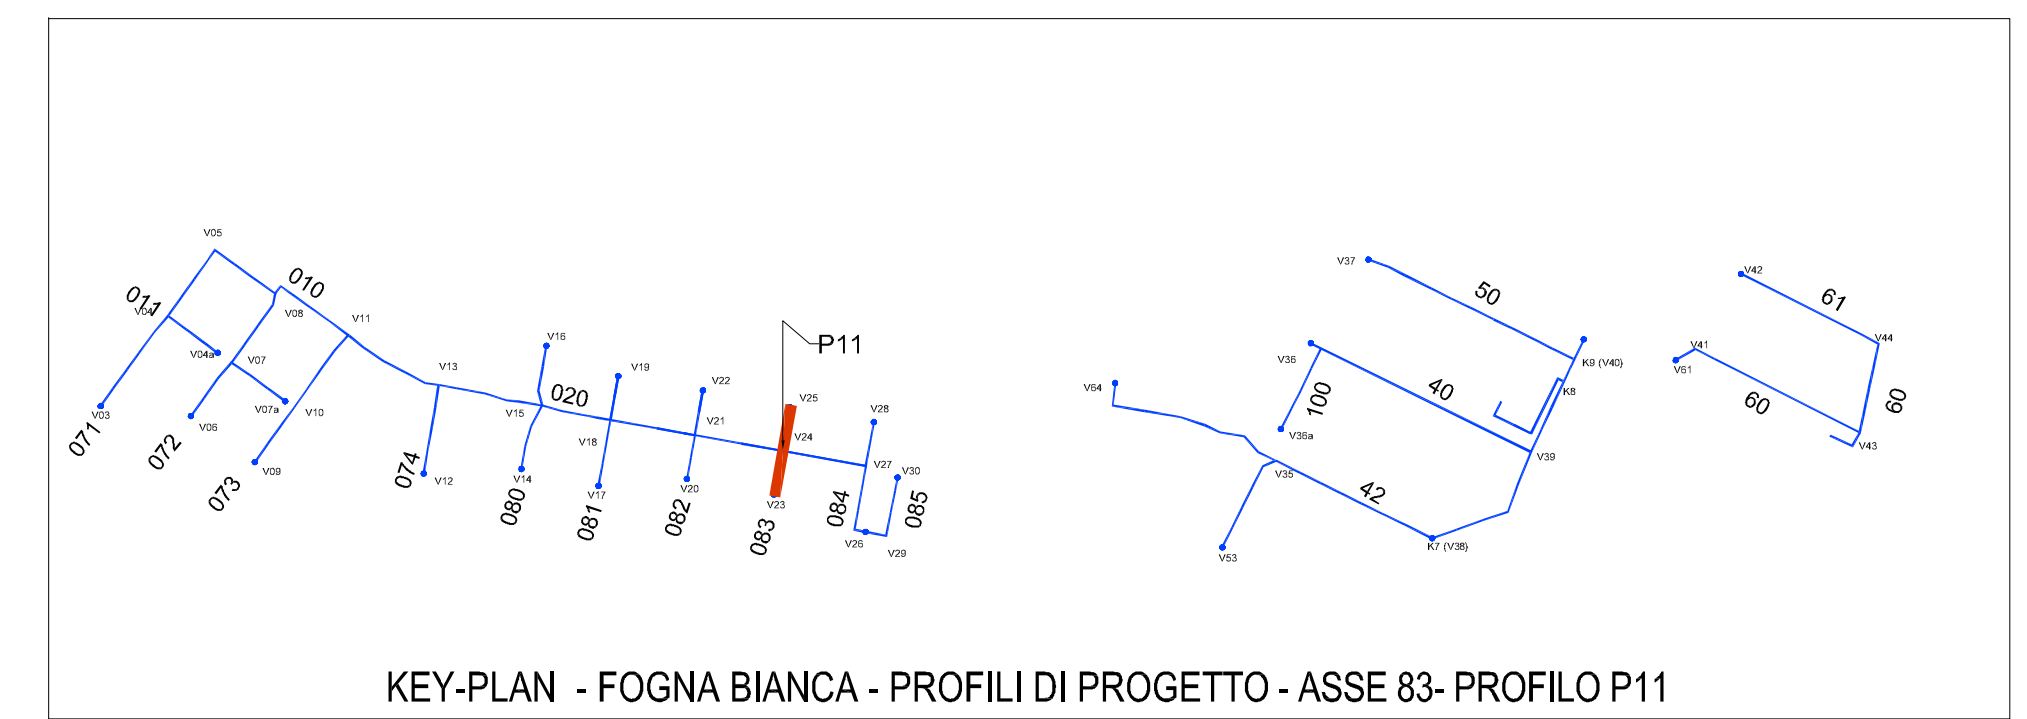 V05
010
011
V04
V08
V11
V04a
V07
V13
V07a
V10
V03
V06
071
072
V09
073
074
V12
V16
020
V15
V19
V18
V22
V21
P11
V25
V24
V28
V27
V30
V14
080
V17
081
V20
082
V23
083
084
V26
085
V29
V37
50
V36
K9 (V40)
40
K8
100
V64
V36a
V39
V35
42
V53
K7 (V38)
V42
61
V44
V41
V61
60
60
V43
KEY-PLAN - FOGNA BIANCA - PROFILI DI PROGETTO - ASSE 83- PROFILO P11